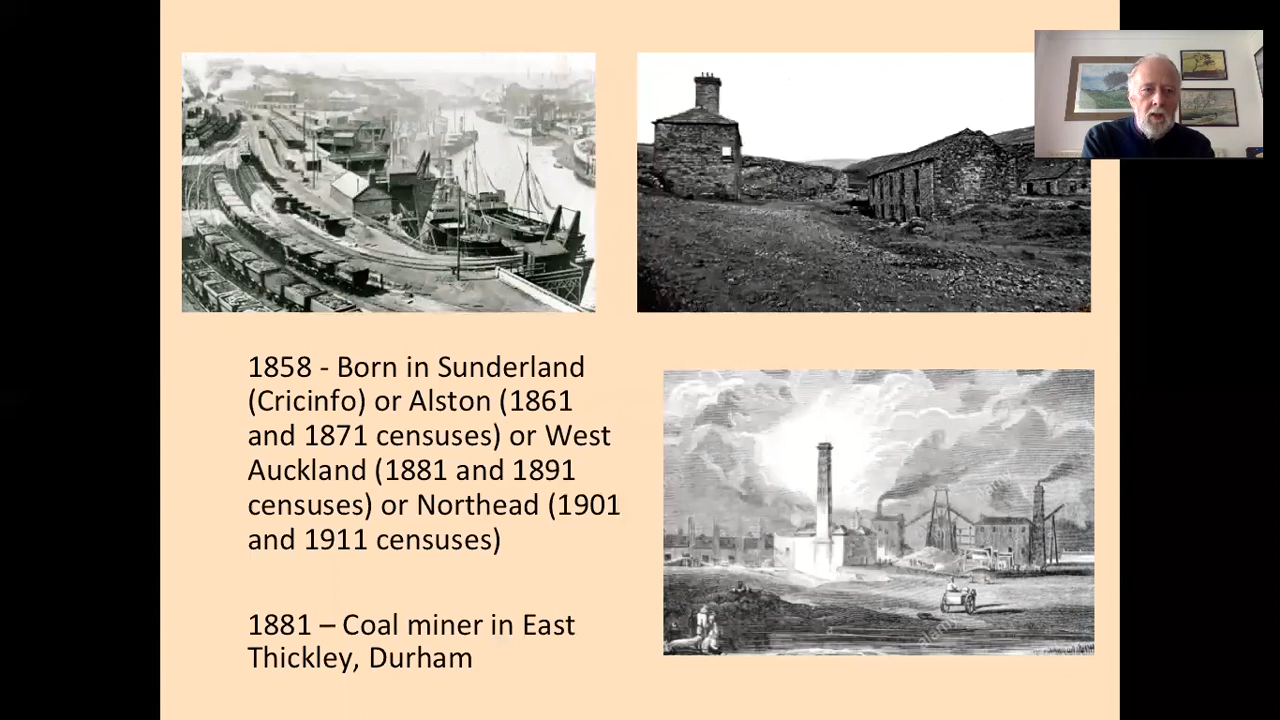 1858 - Born in Sunderland
(Cricinfo) or Alston (1861
and 1871 censuses) or West
Auckland (1881 and 1891
censuses) or Northead (1901
and 1911 censuses)
1881 – Coal miner in East
Thickley, Durham
alamy